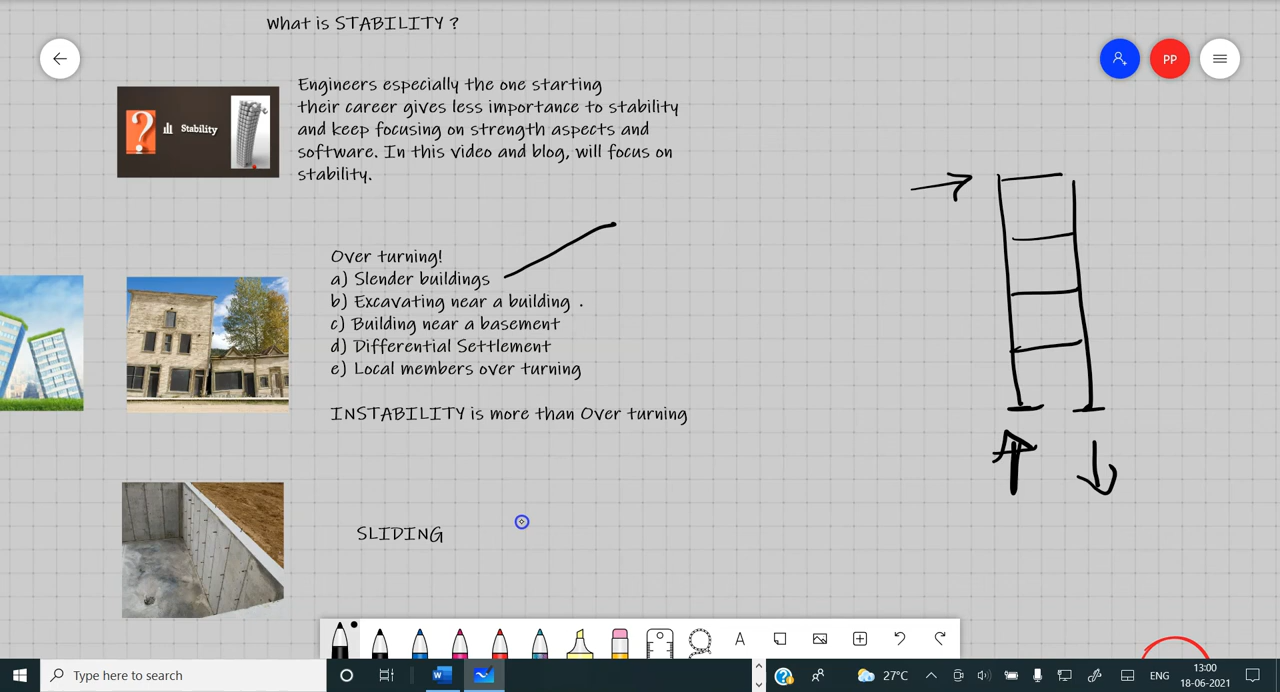 What is STABILITY ?
PP
Engineers especially the one starting
their career gives less importance to stability
and keep focusing on strength aspects and
software. In this video and blog, will focus on
stability.
? Stability
Over turning!
a) Slender buildings
b) Excavating near a building .
c) Building near a basement
d) Differential Settlement
e) Local members over turning
INSTABILITY is more than Over turning
SLIDING
A
Type here to search
W
27°C
ENG
13:00
18-06-2021